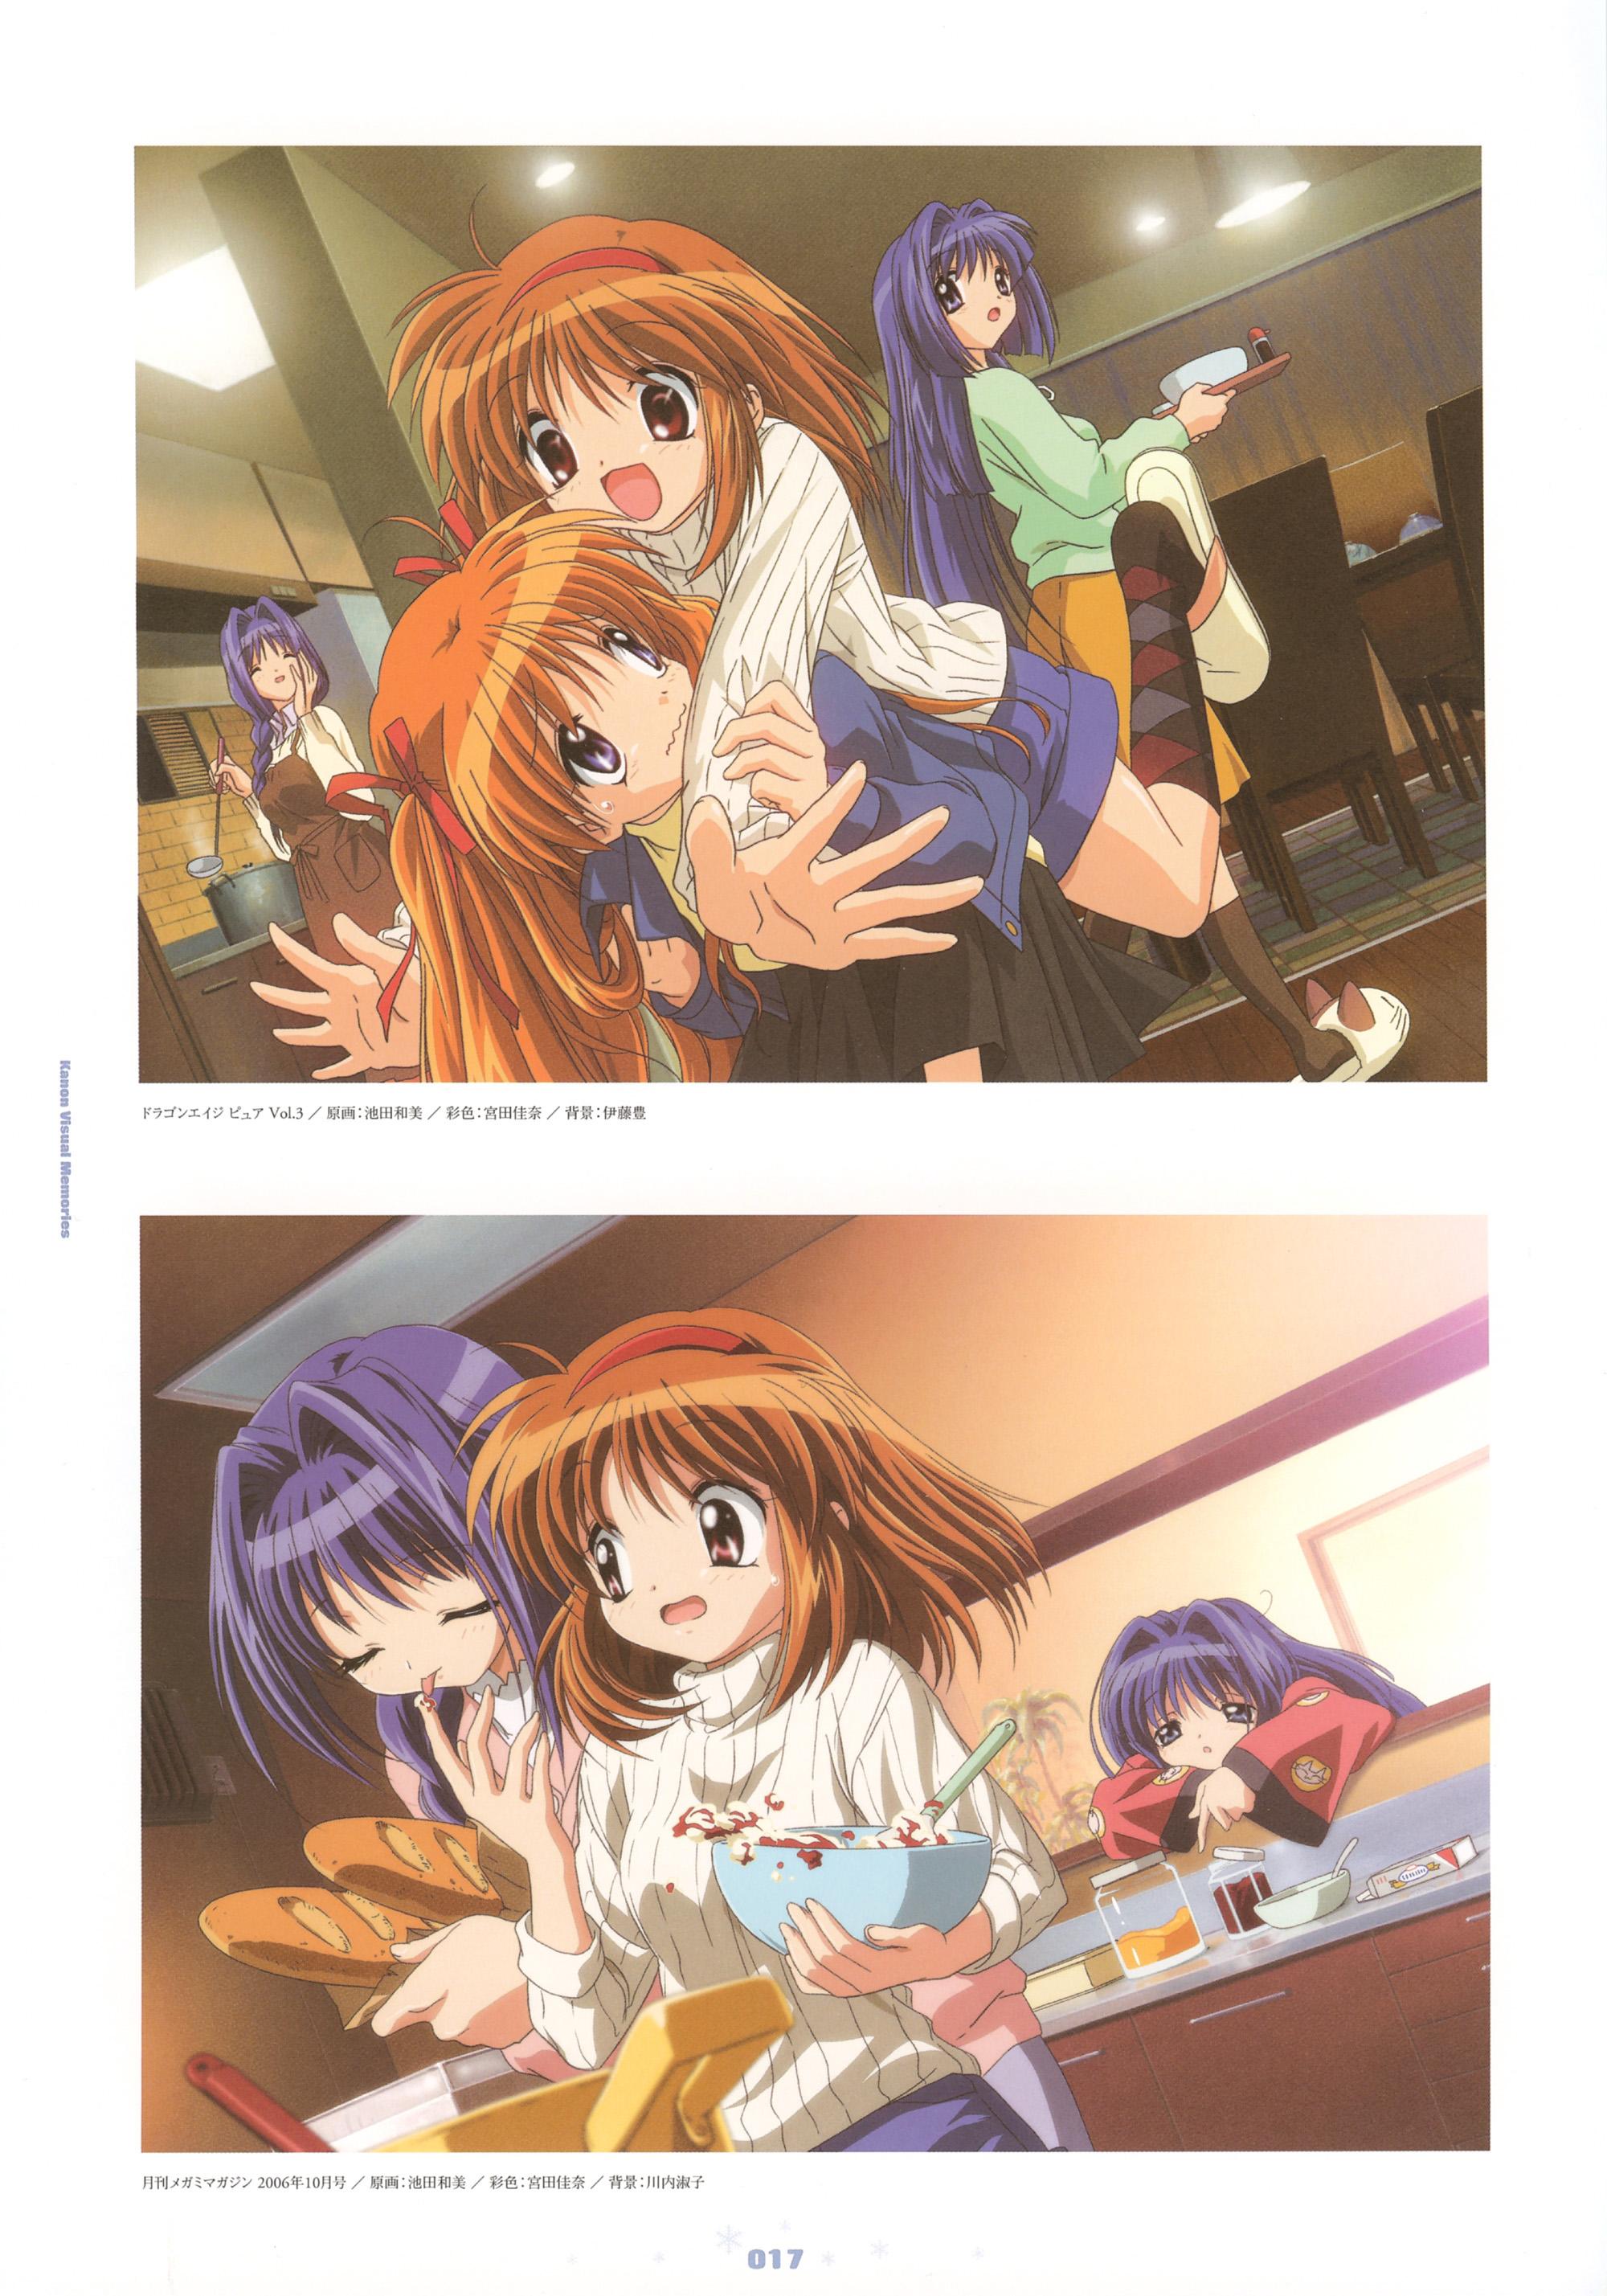 ドラゴンエイジ ピュア Vol.3 ／ 原画：池田和美 ／ 彩色：宮田佳奈 ／ 背景：伊藤豊
Kanon Visual Memories
月刊メガミマガジン 2006年10月号 ／ 原画：池田和美 ／ 彩色：宮田佳奈 ／ 背景：川内淑子
017